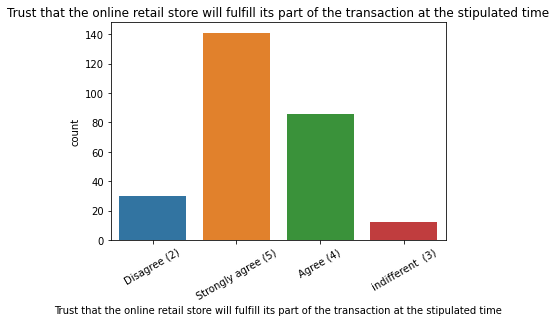 Trust that the online retail store will fulfill its part of the transaction at the stipulated time
140
120
100
80
60
40
20
0
count
Disagree (2)
Strongly agree (5)
Agree (4)
indifferent  (3)
Trust that the online retail store will fulfill its part of the transaction at the stipulated time